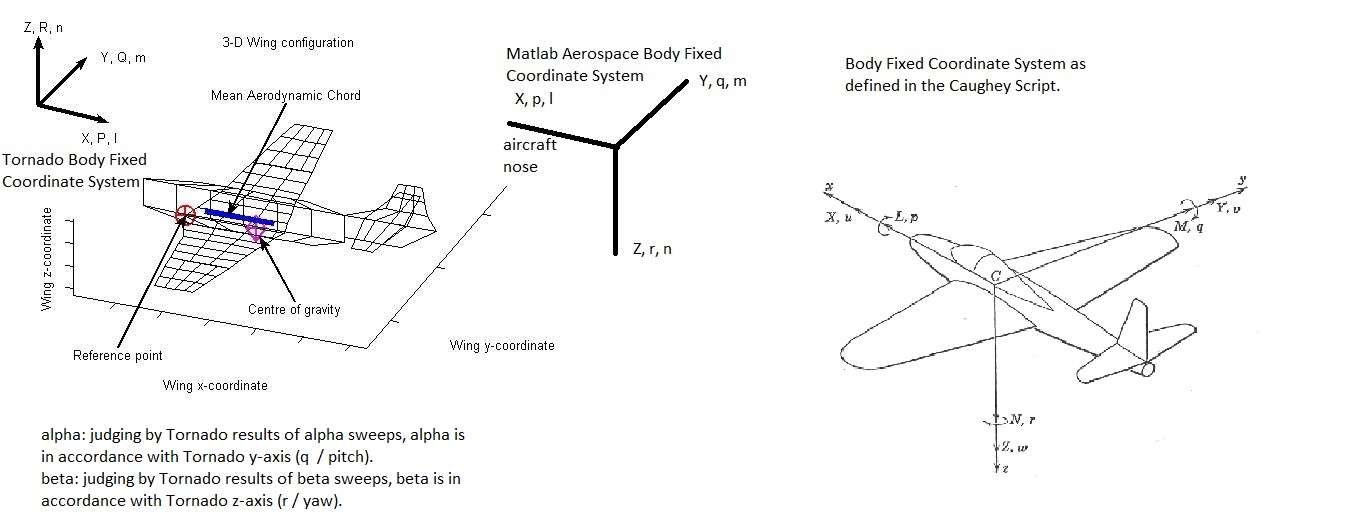 Z, R, n
Y, Q, m
X, P, l
Tornado Body Fixed
Coordinate System
3-D Wing configuration
Mean Aerodynamic Chord
Centre of gravity
Reference point
Wing z-coordinate
Wing x-coordinate
Wing y-coordinate
Matlab Aerospace Body Fixed
Coordinate System
X, p, l
Y, q, m
aircraft
nose
Z, r, n
Body Fixed Coordinate System as
defined in the Caughey Script.
x
X, u
L, p
y
Y, v
M, q
C
N, r
Z, w
z
alpha: judging by Tornado results of alpha sweeps, alpha is
in accordance with Tornado y-axis (q / pitch).
beta: judging by Tornado results of beta sweeps, beta is in
accordance with Tornado z-axis (r / yaw).